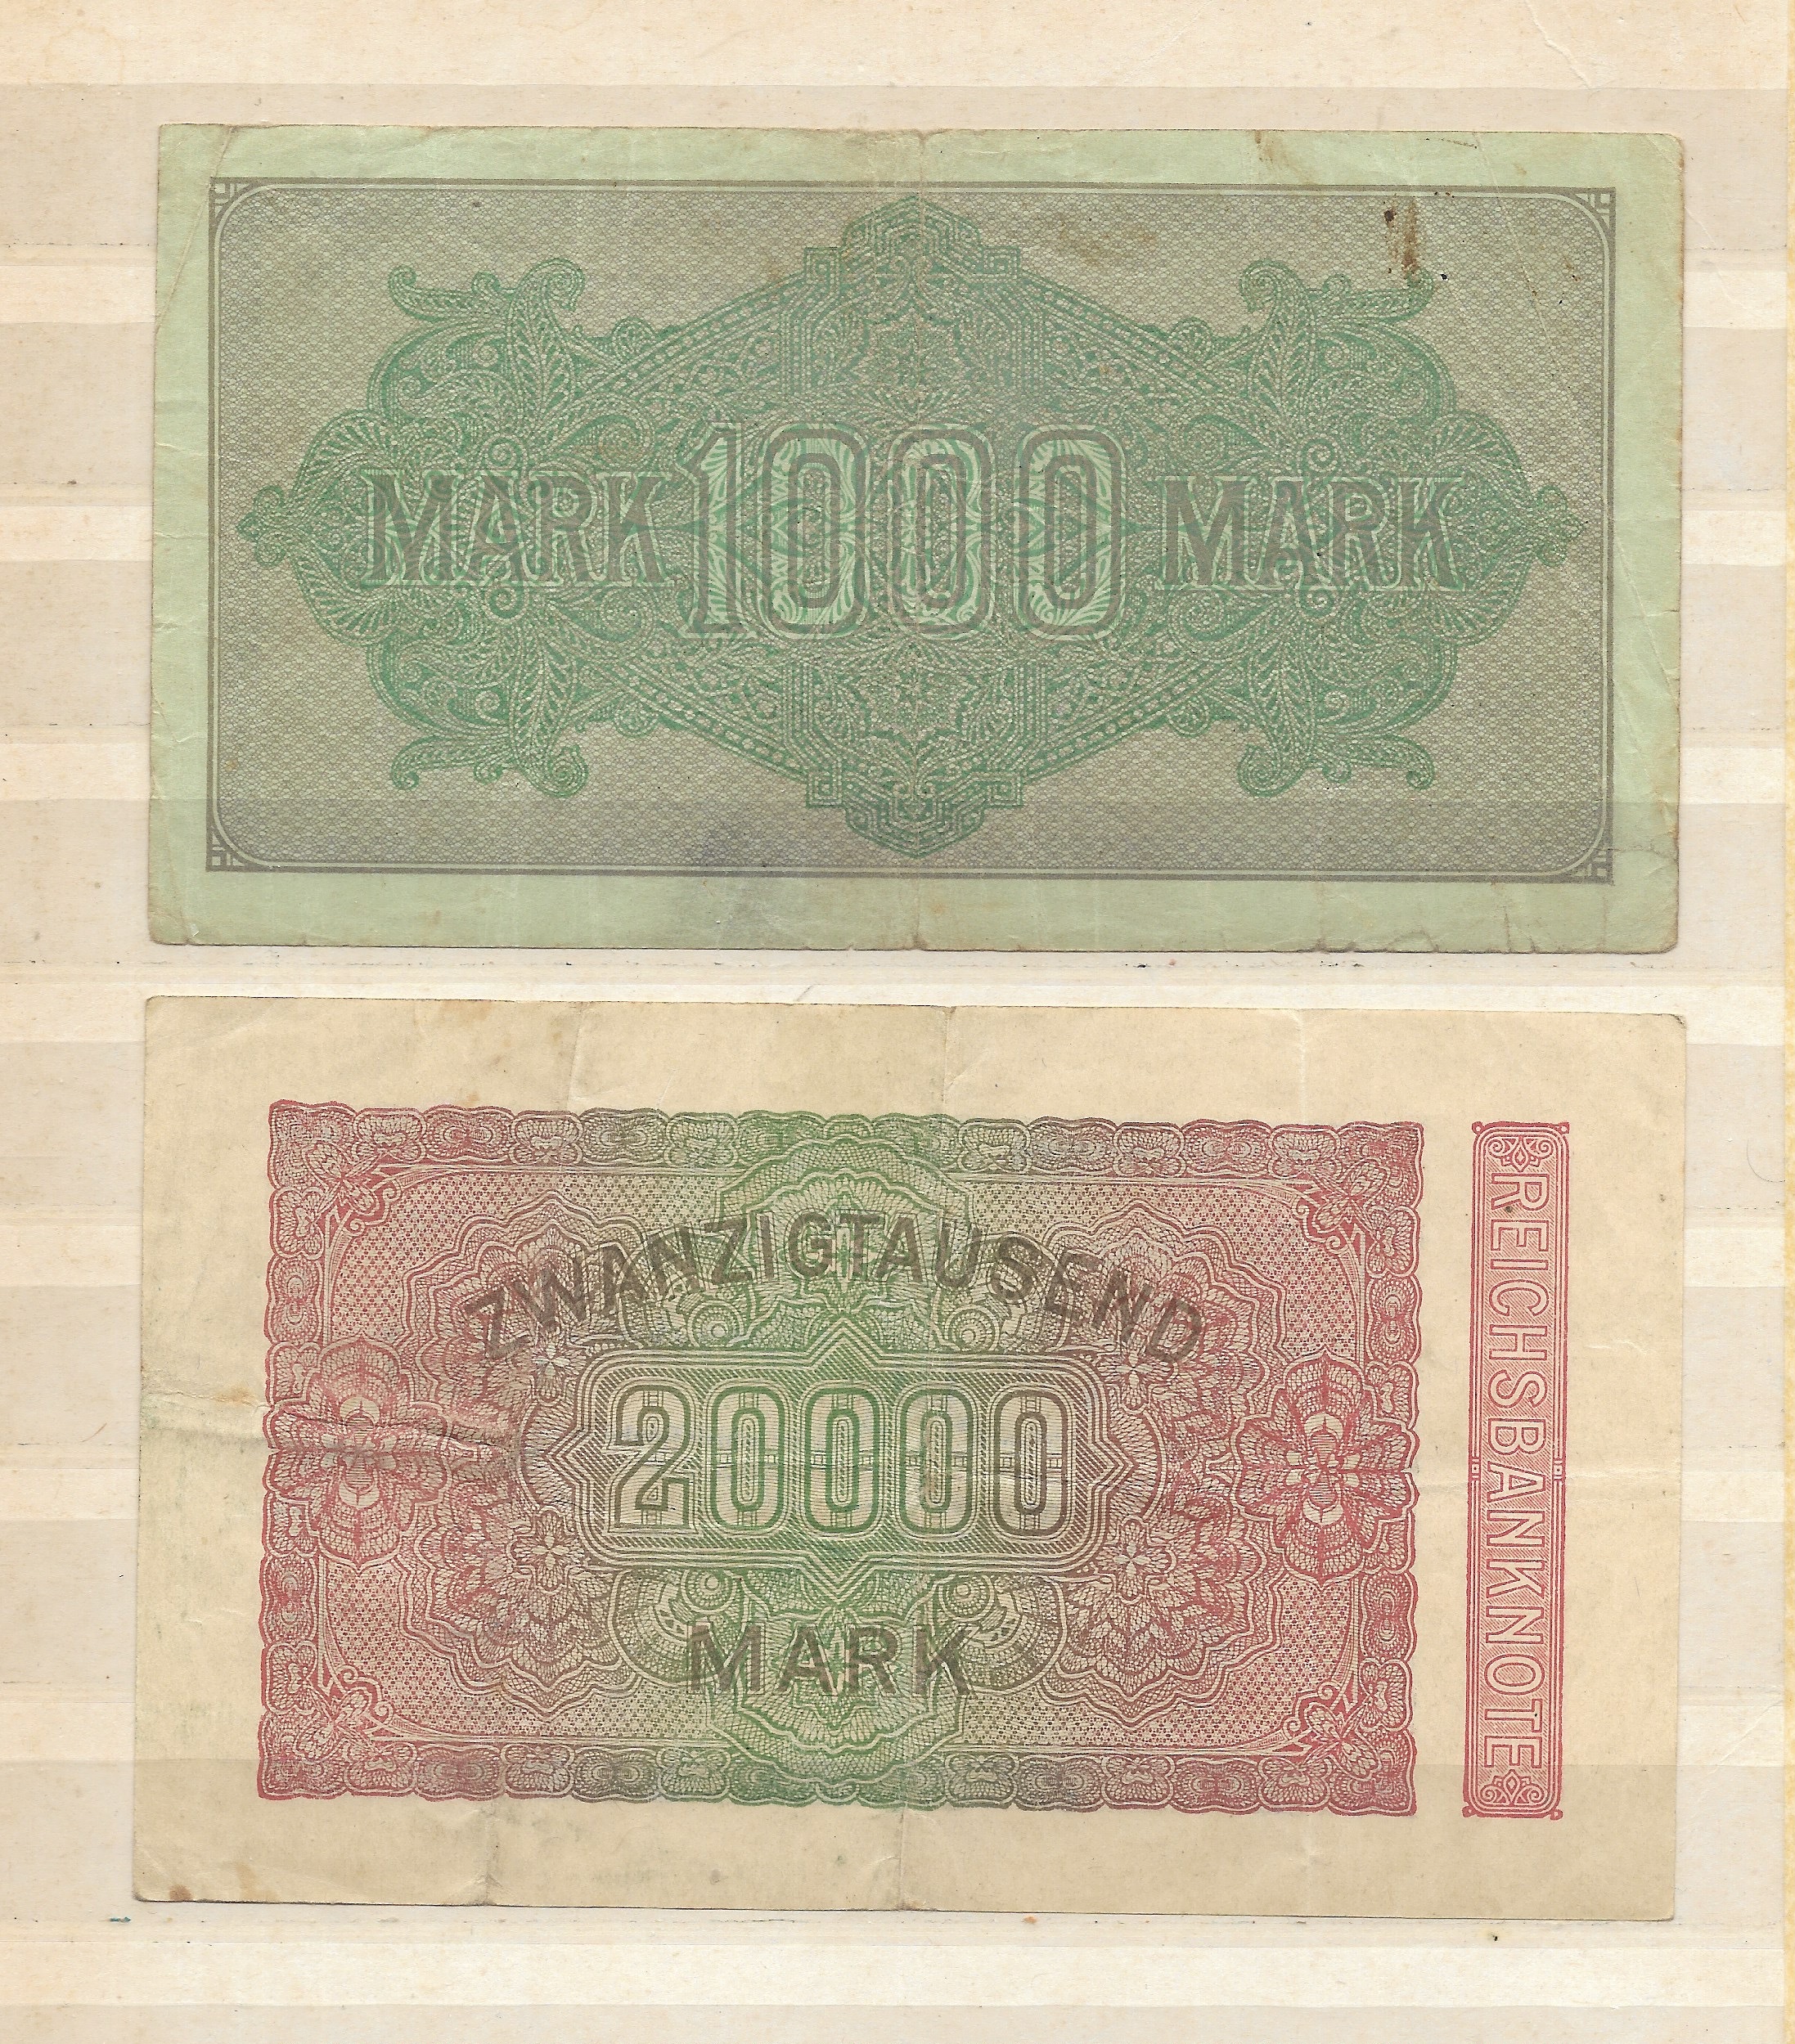 MARK 1000 MARK
ZWANZIGTAUSEND
20000
MARK
REICHSBANKNOTE